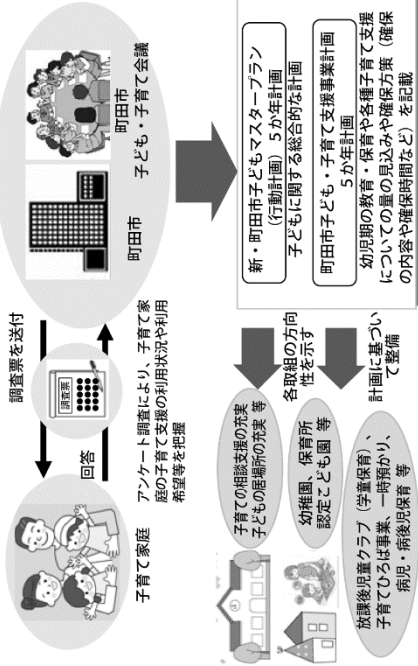 子育て家庭
調査票を送付
調査票
回答
アンケート調査により、子育て家
庭の子育て支援の利用状況や利用
希望等を把握
町田市
町田市
子ども・子育て会議
新・町田市子どもマスタープラン
（行動計画）５か年計画
子どもに関する総合的な計画
町田市子ども・子育て支援事業計画
５か年計画
幼児期の教育・保育や各種子育て支援
についての量の見込みや確保方策（確保
の内容や確保時間など）を記載
各取組の方向
性を示す
計画に基づい
て整備
子育ての相談支援の充実
子どもの居場所の充実 等
幼稚園、保育所
認定こども園 等
放課後児童クラブ（学童保育）、
子育てひろば事業、一時預かり、
病児・病後児保育 等